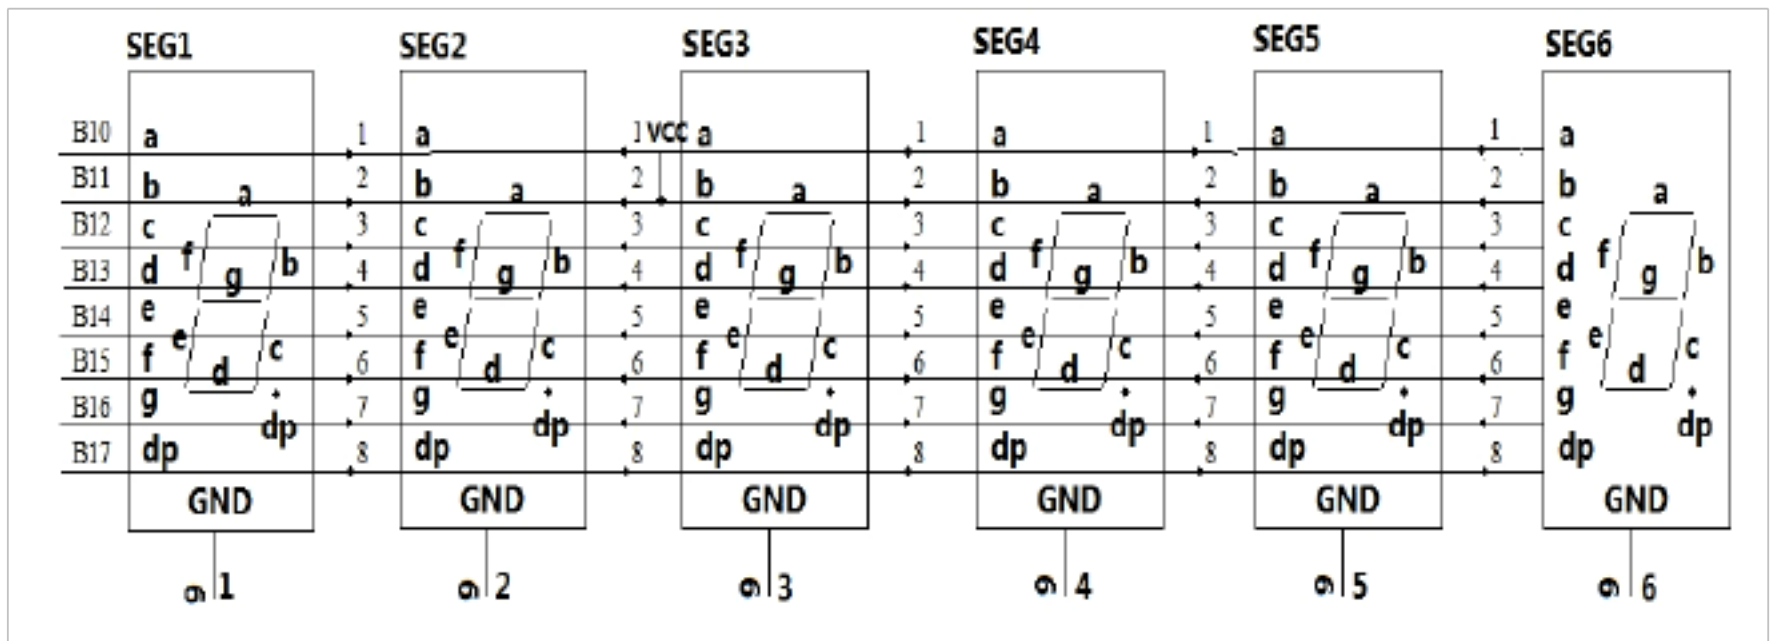 SEG1 SEG2 SEG3 SEG4 SEG5 SEG6
B10 a 1 a 1 VCC a 1 a 1 a 1 a
B11 b 2 b 2 b 2 b 2 b 2 b
a a a a a a
B12 c 3 c 3 c 3 c 3 c 3 c
f b f b f b f b f b f b
B13 d g 4 d g 4 d g 4 d g 4 d g 4 d g
B14 e 5 e 5 e 5 e 5 e 5 e
e c e c e c e c e c e c
B15 f d 6 f d 6 f d 6 f d 6 f d 6 f d
B16 g 7 g 7 g 7 g 7 g 7 g
dp dp dp dp dp dp
B17 dp 8 dp 8 dp 8 dp 8 dp 8 dp
GND GND GND GND GND GND
g 1 g 2 g 3 g 4 g 5 g 6